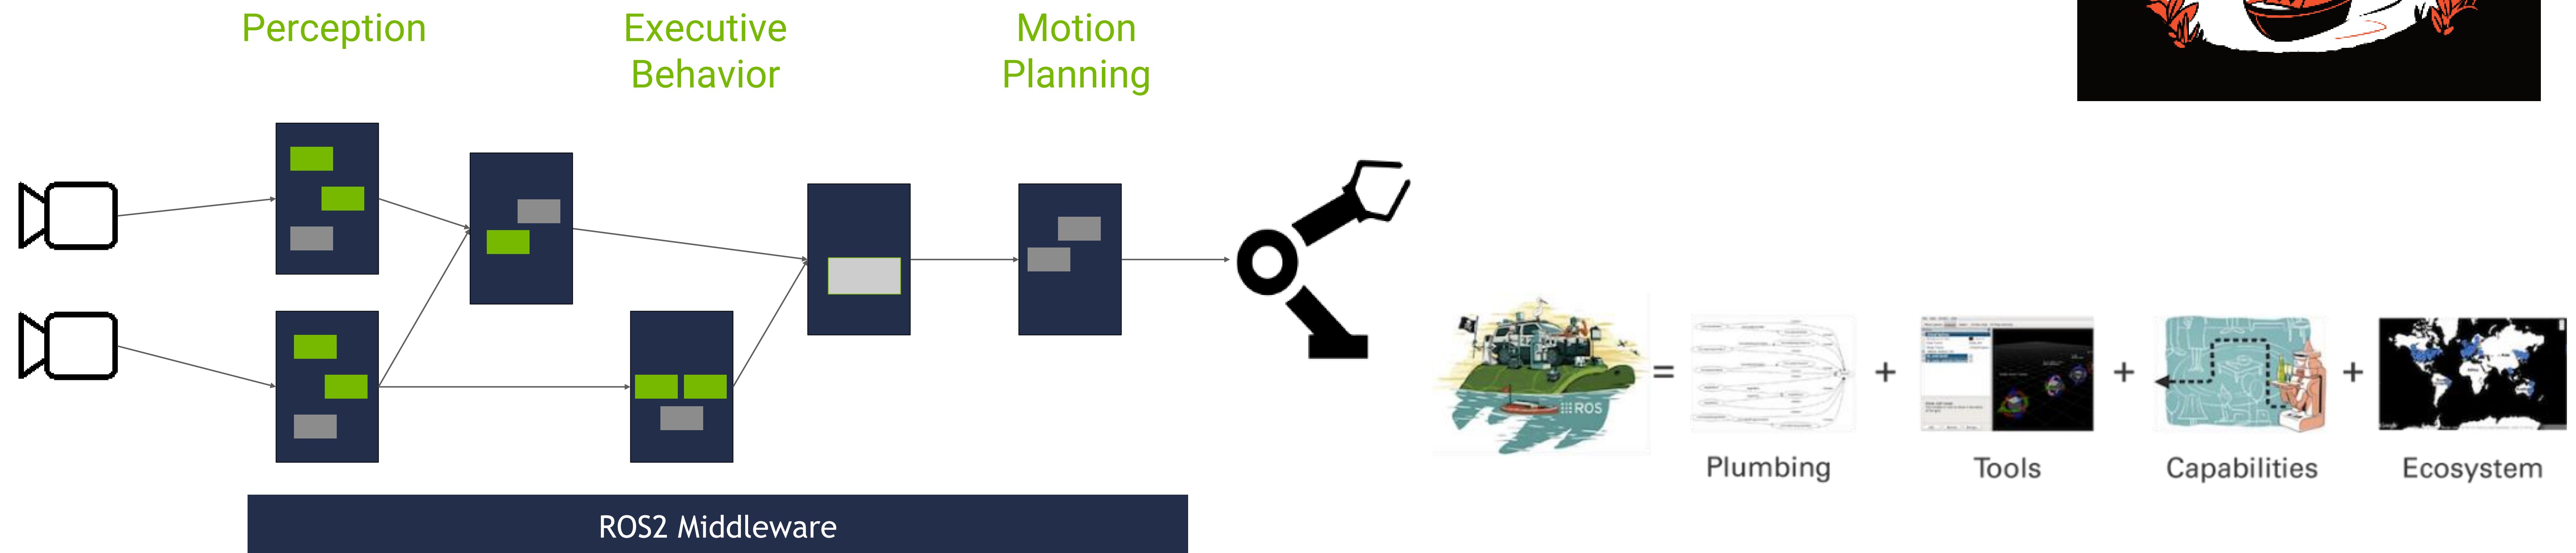 Perception
Executive
Behavior
Motion
Planning
ROS2 Middleware
ROS
=
+
+
+
Plumbing
Tools
Capabilities
Ecosystem